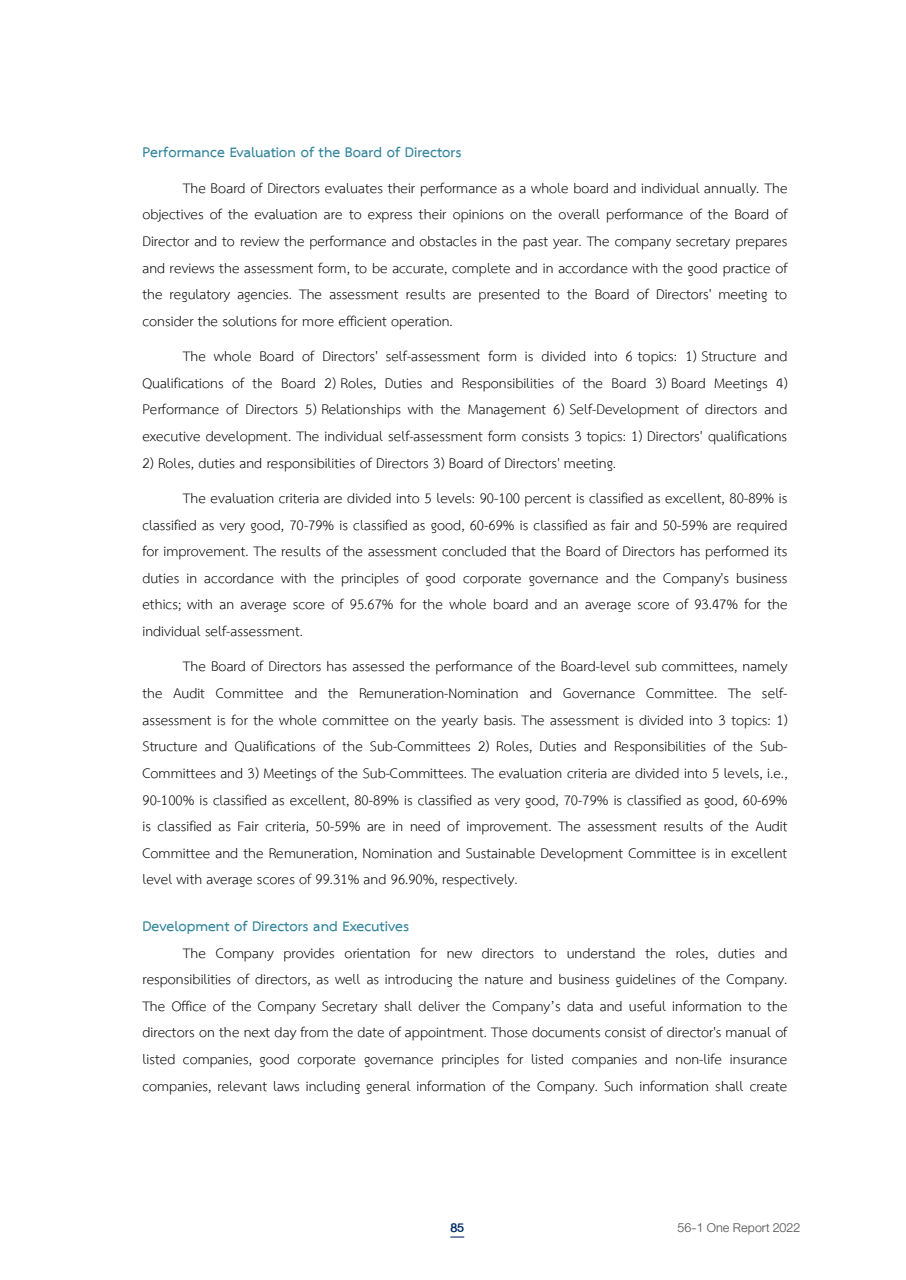 Performance Evaluation of the Board of Directors
The Board of Directors evaluates their performance as a whole board and individual annually. The
objectives of the evaluation are to express their opinions on the overall performance of the Board of
Director and to review the performance and obstacles in the past year. The company secretary prepares
and reviews the assessment form, to be accurate, complete and in accordance with the good practice of
the regulatory agencies. The assessment results are presented to the Board of Directors' meeting to
consider the solutions for more efficient operation.
The whole Board of Directors' self-assessment form is divided into 6 topics: 1) Structure and
Qualifications of the Board 2) Roles, Duties and Responsibilities of the Board 3) Board Meetings 4)
Performance of Directors 5) Relationships with the Management 6) Self-Development of directors and
executive development. The individual self-assessment form consists 3 topics: 1) Directors' qualifications
2) Roles, duties and responsibilities of Directors 3) Board of Directors' meeting.
The evaluation criteria are divided into 5 levels: 90-100 percent is classified as excellent, 80-89% is
classified as very good, 70-79% is classified as good, 60-69% is classified as fair and 50-59% are required
for improvement. The results of the assessment concluded that the Board of Directors has performed its
duties in accordance with the principles of good corporate governance and the Company's business
ethics; with an average score of 95.67% for the whole board and an average score of 93.47% for the
individual self-assessment.
The Board of Directors has assessed the performance of the Board-level sub committees, namely
the Audit Committee and the Remuneration-Nomination and Governance Committee. The self-
assessment is for the whole committee on the yearly basis. The assessment is divided into 3 topics: 1)
Structure and Qualifications of the Sub-Committees 2) Roles, Duties and Responsibilities of the Sub-
Committees and 3) Meetings of the Sub-Committees. The evaluation criteria are divided into 5 levels, i.e.,
90-100% is classified as excellent, 80-89% is classified as very good, 70-79% is classified as good, 60-69%
is classified as Fair criteria, 50-59% are in need of improvement. The assessment results of the Audit
Committee and the Remuneration, Nomination and Sustainable Development Committee is in excellent
level with average scores of 99.31% and 96.90%, respectively.
Development of Directors and Executives
The Company provides orientation for new directors to understand the roles, duties and
responsibilities of directors, as well as introducing the nature and business guidelines of the Company.
The Office of the Company Secretary shall deliver the Company’s data and useful information to the
directors on the next day from the date of appointment. Those documents consist of director's manual of
listed companies, good corporate governance principles for listed companies and non-life insurance
companies, relevant laws including general information of the Company. Such information shall create
85
56-1 One Report 2022